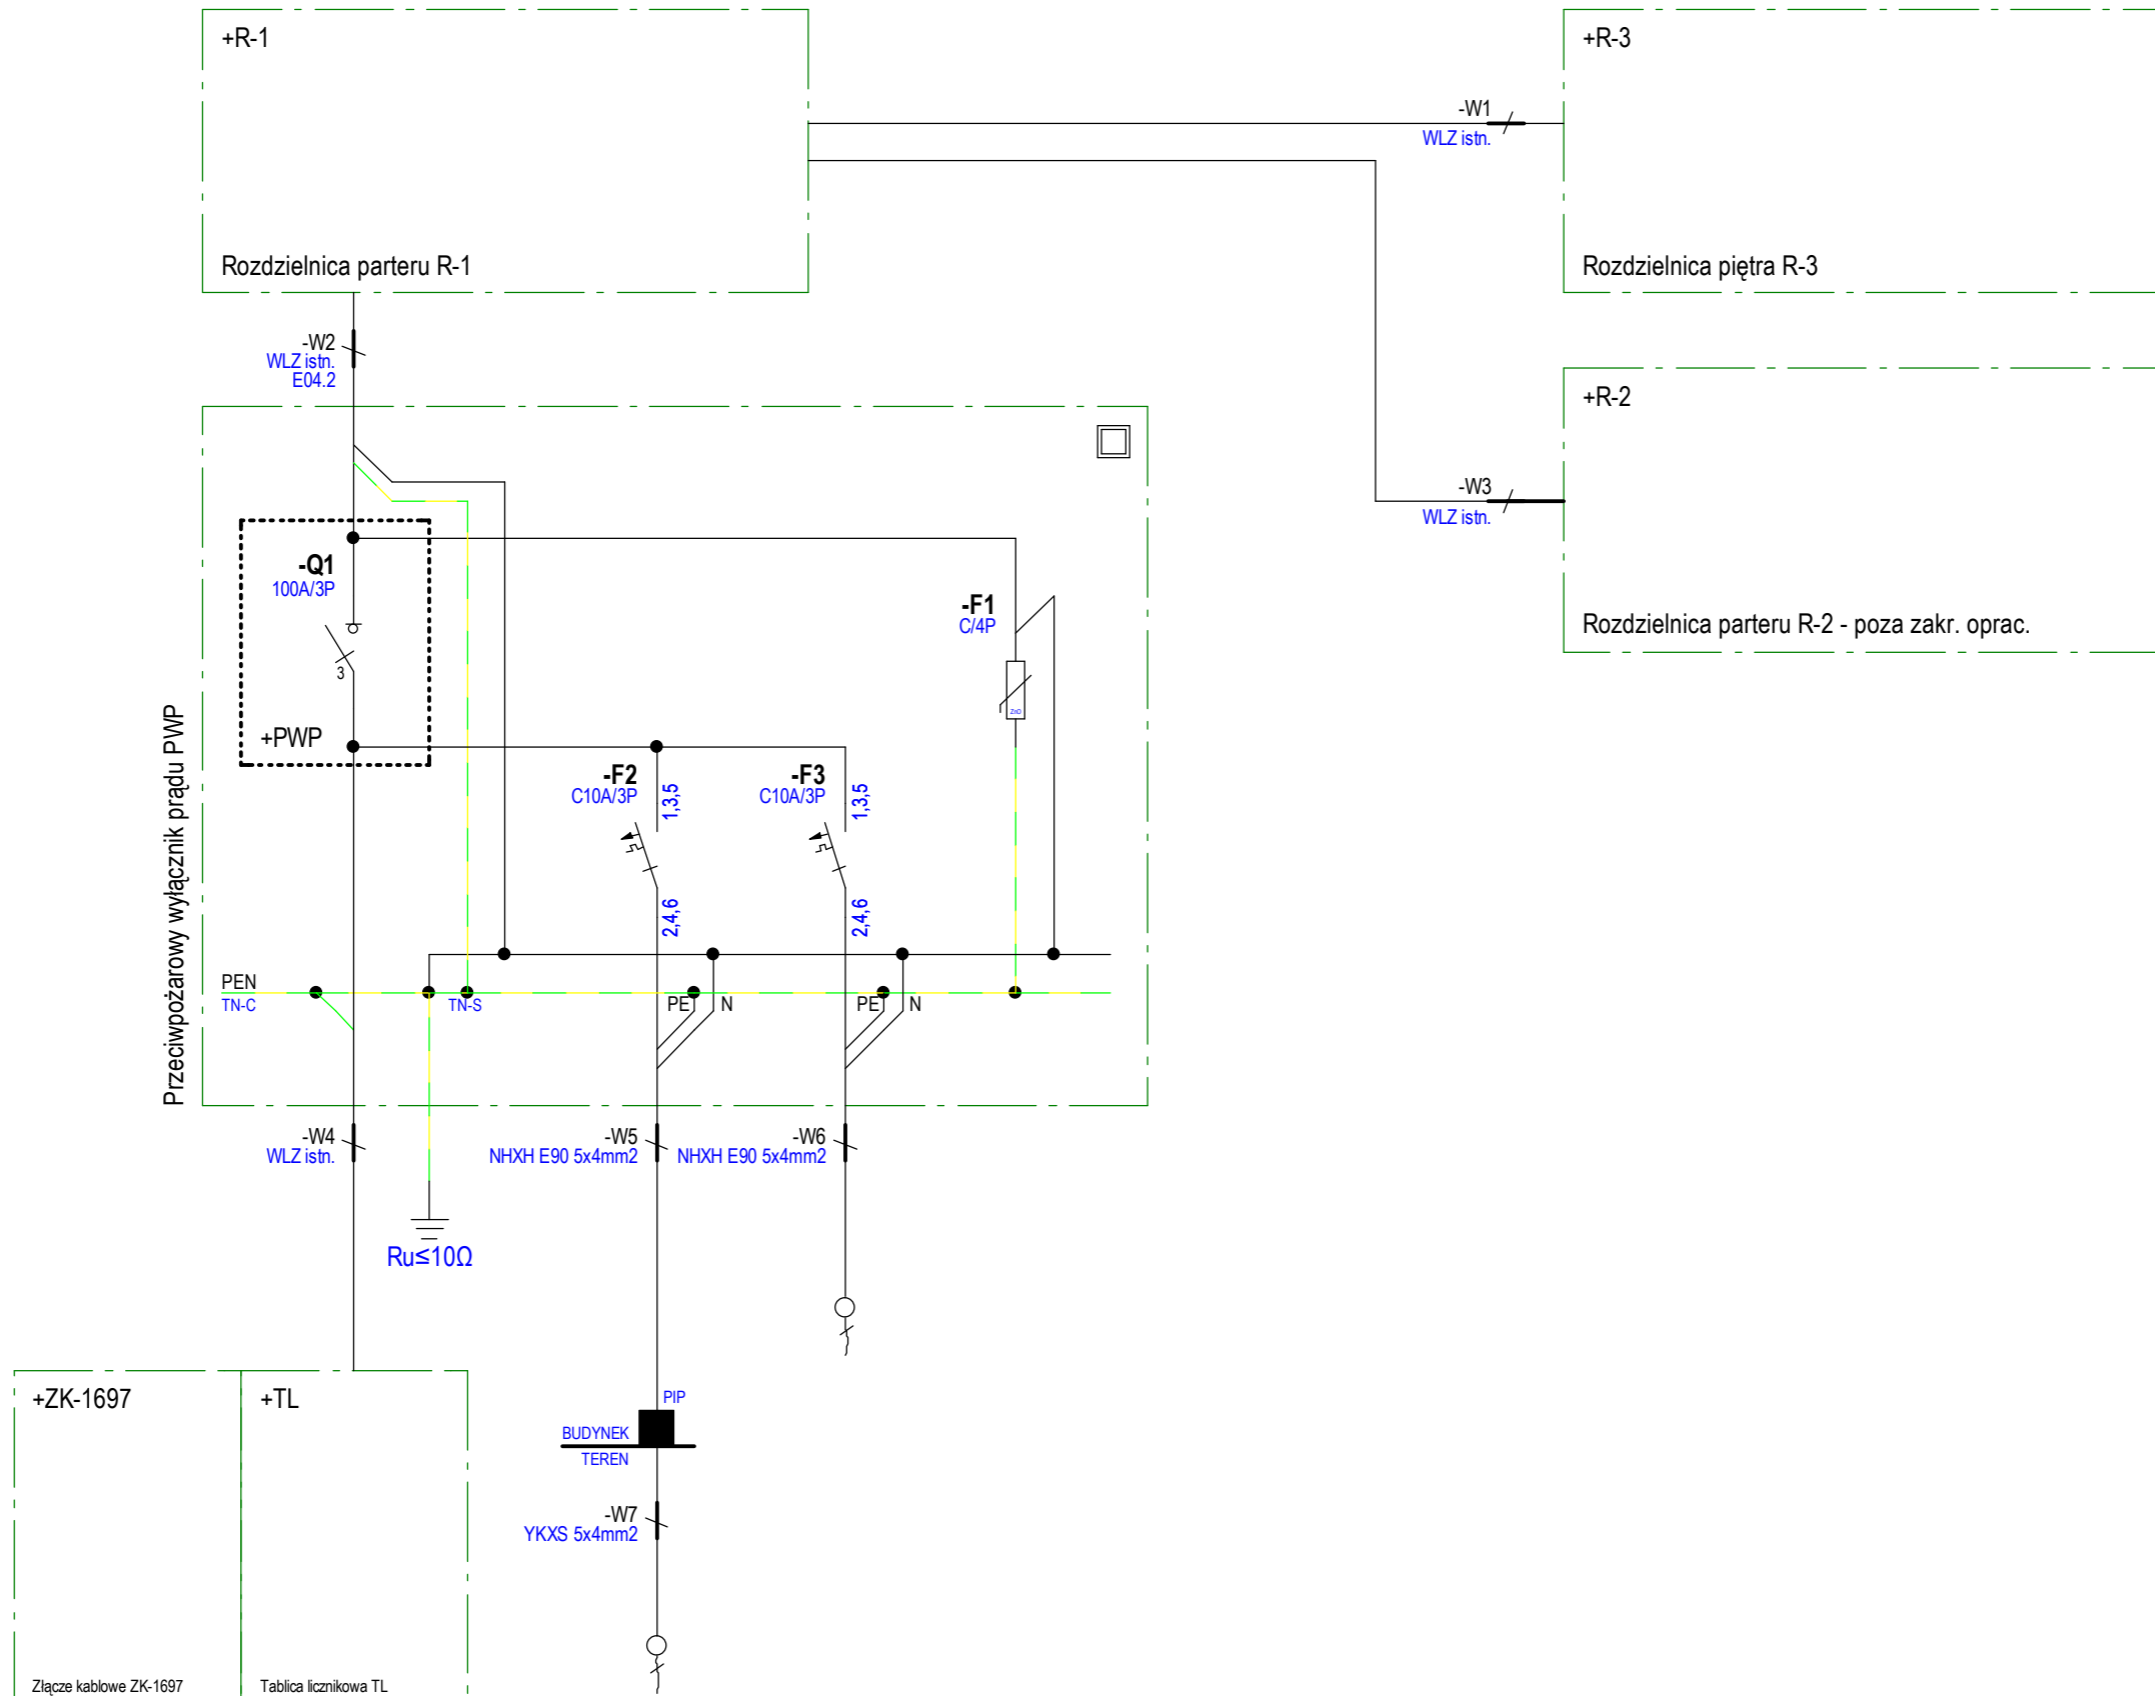 +R-1
+R-3
-W1
WLZ istn.
Rozdzielnica parteru R-1
Rozdzielnica piętra R-3
-W2
WLZ istn.
E04.2
+R-2
-W3
WLZ istn.
-Q1
100A/3P
3
+PWP
-F1
C/4P
ZnO
Rozdzielnica parteru R-2 - poza zakr. oprac.
Przeciwpożarowy wyłącznik prądu PWP
-F2
C10A/3P
1,3,5
2,4,6
-F3
C10A/3P
1,3,5
2,4,6
PEN
TN-C
TN-S
PE
N
PE
N
-W4
WLZ istn.
-W5
NHXH E90 5x4mm2
-W6
NHXH E90 5x4mm2
Ru≤10Ω
+ZK-1697
+TL
PIP
BUDYNEK
TEREN
-W7
YKXS 5x4mm2
Złącze kablowe ZK-1697
Tablica licznikowa TL